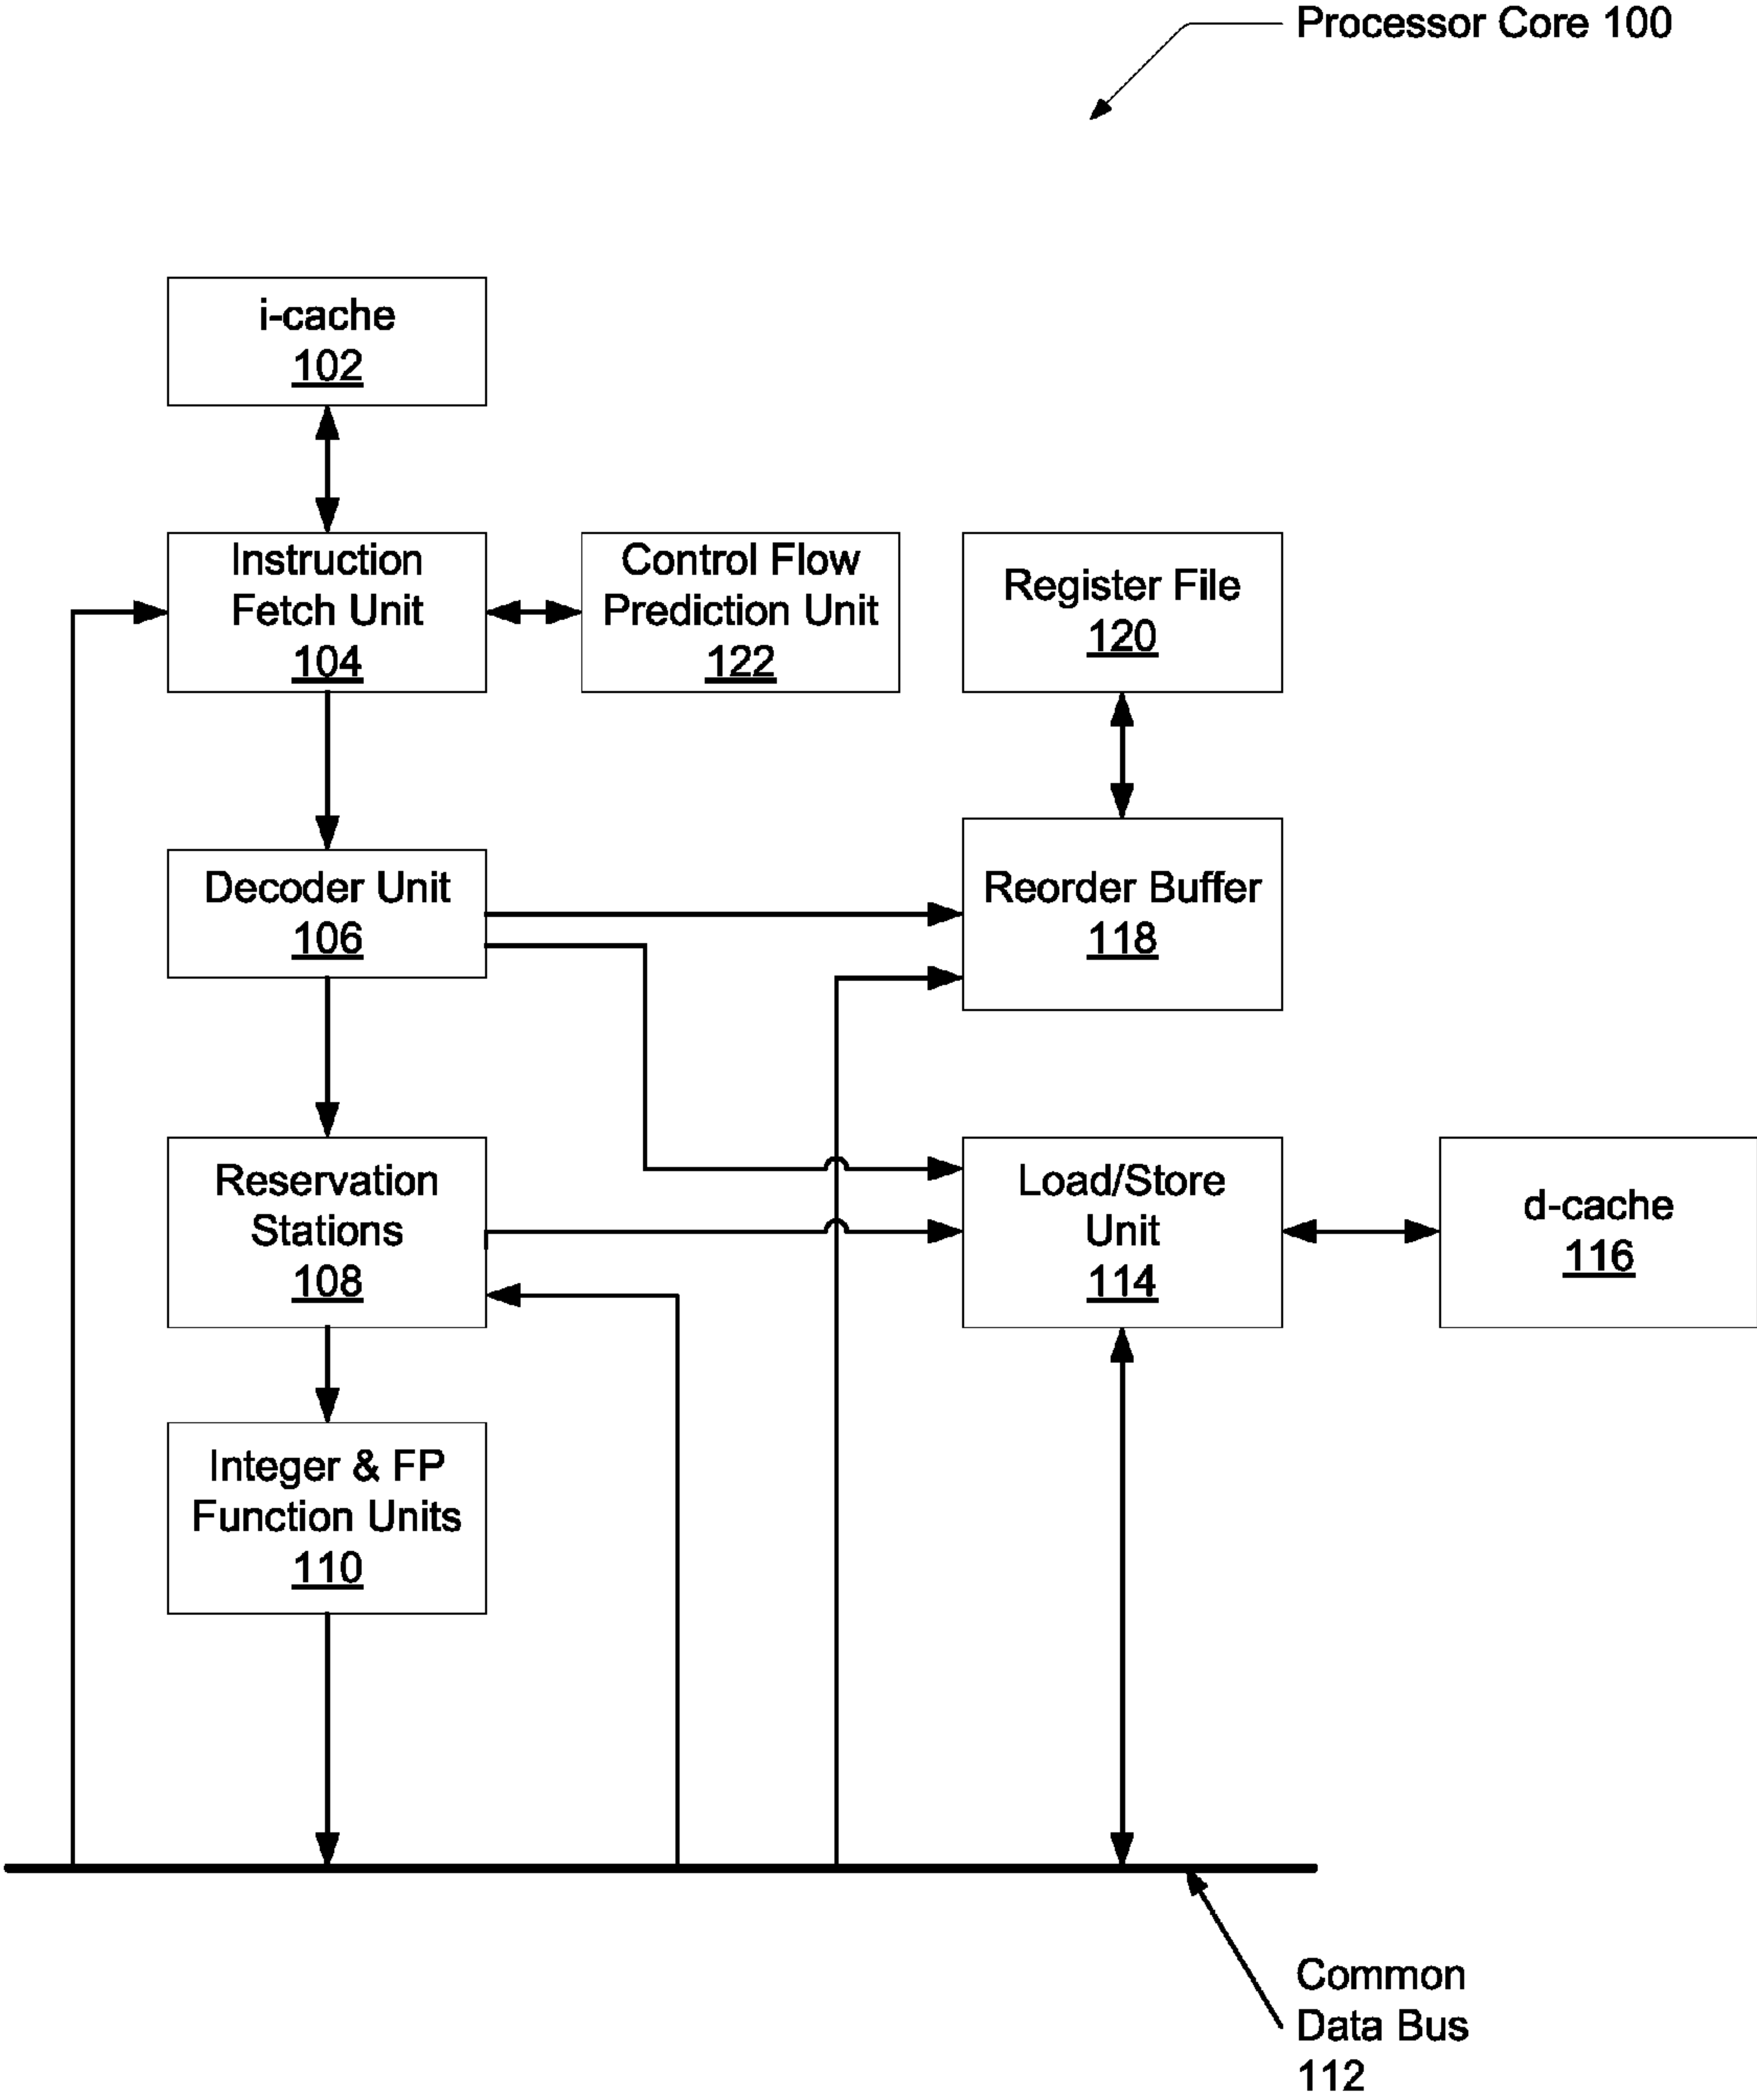 Processor Core 100
i-cache
102
Instruction
Fetch Unit
104
Control Flow
Prediction Unit
122
Register File
120
Decoder Unit
106
Reorder Buffer
118
Reservation
Stations
108
Load/Store
Unit
114
d-cache
116
Integer & FP
Function Units
110
Common
Data Bus
112